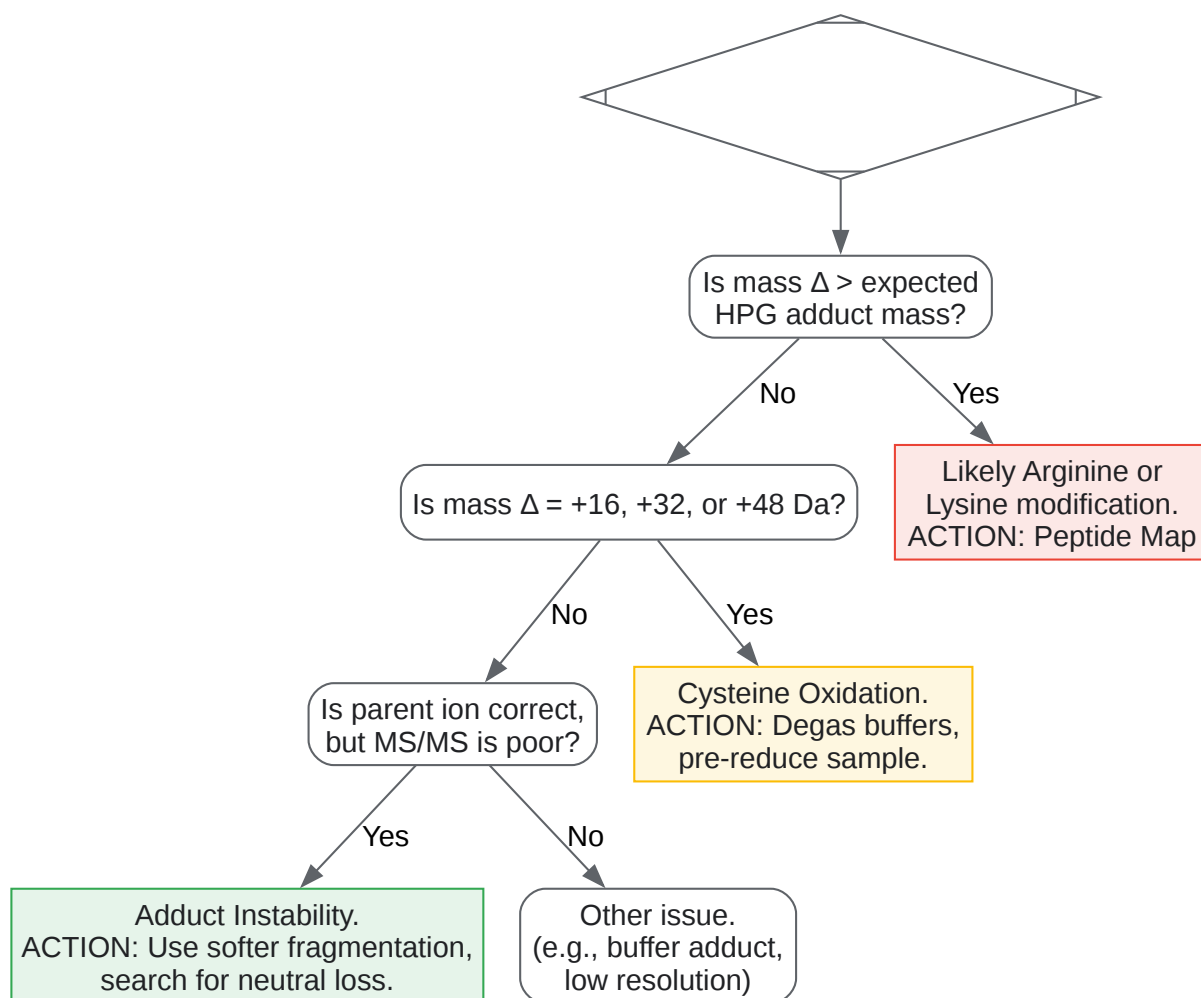 Is mass Δ > expected
HPG adduct mass?
No
Yes
Likely Arginine or
Lysine modification.
ACTION: Peptide Map
Is mass Δ = +16, +32, or +48 Da?
No
Yes
Cysteine Oxidation.
ACTION: Degas buffers,
pre-reduce sample.
Is parent ion correct,
but MS/MS is poor?
Yes
No
Adduct Instability.
ACTION: Use softer fragmentation,
search for neutral loss.
Other issue.
(e.g., buffer adduct,
low resolution)